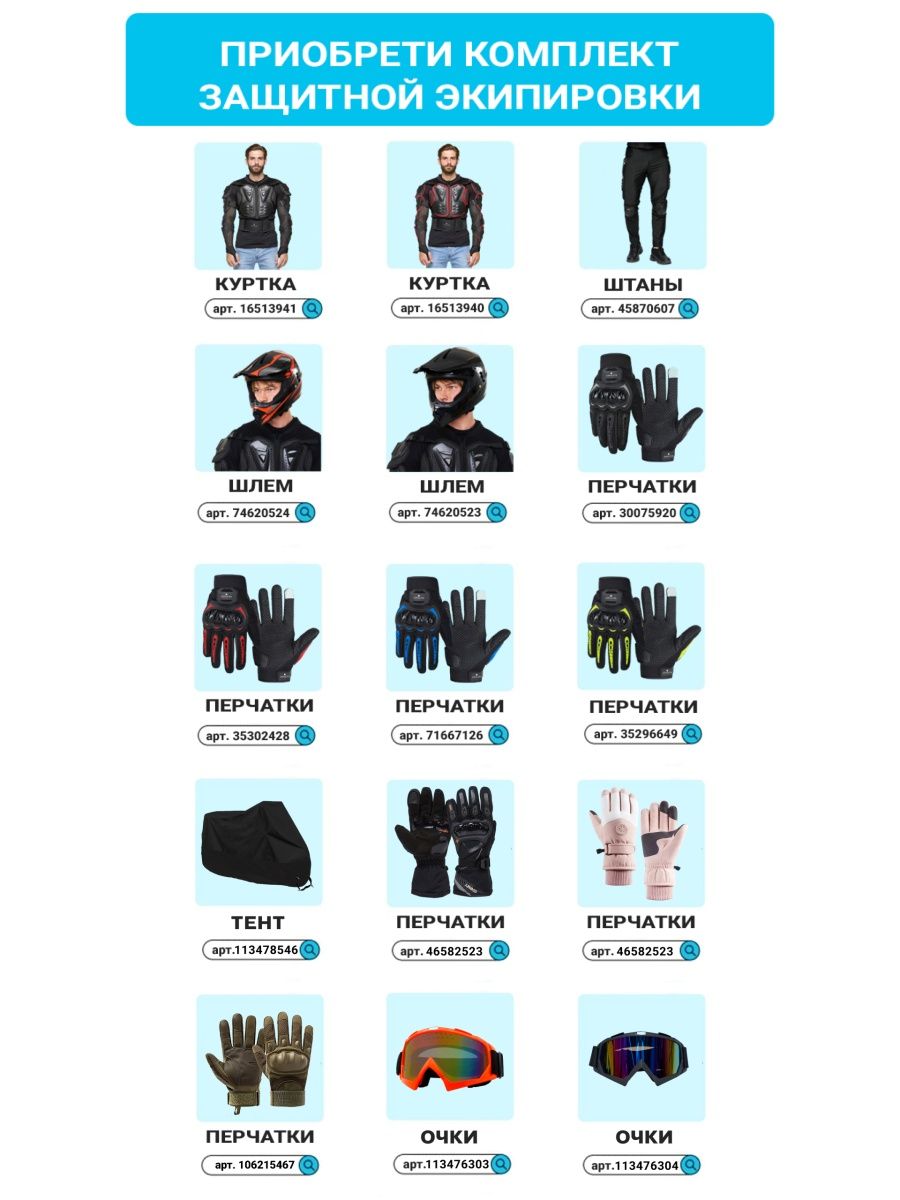 ПРИОБРЕТИ КОМПЛЕКТ
ЗАЩИТНОЙ ЭКИПИРОВКИ
КУРТКА
арт. 16513941
КУРТКА
арт. 16513940
ШТАНЫ
арт. 45870607
ШЛЕМ
арт. 74620524
ШЛЕМ
арт. 74620523
ПЕРЧАТКИ
арт. 30075920
ПЕРЧАТКИ
арт. 35302428
ПЕРЧАТКИ
арт. 71667126
ПЕРЧАТКИ
арт. 35296649
ТЕНТ
арт.113478546
ПЕРЧАТКИ
арт. 46582523
ПЕРЧАТКИ
арт. 46582523
ПЕРЧАТКИ
арт. 106215467
ОЧКИ
арт.113476303
ОЧКИ
арт.113476304